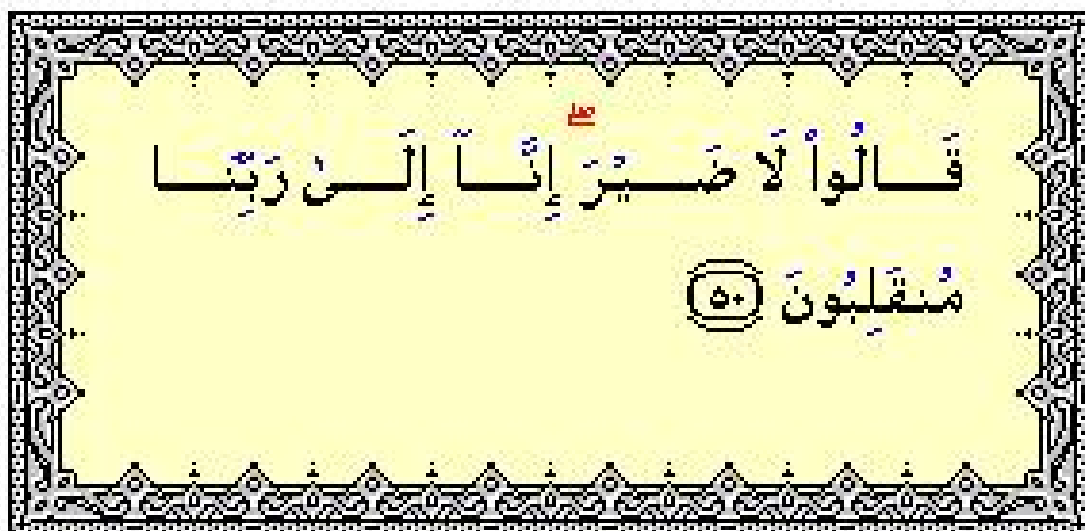 قَالُوا۟ لَا ضَيْرَ ۖ إِنَّآ إِلَىٰ رَبِّنَا
مُنقَلِبُونَ ٥٠